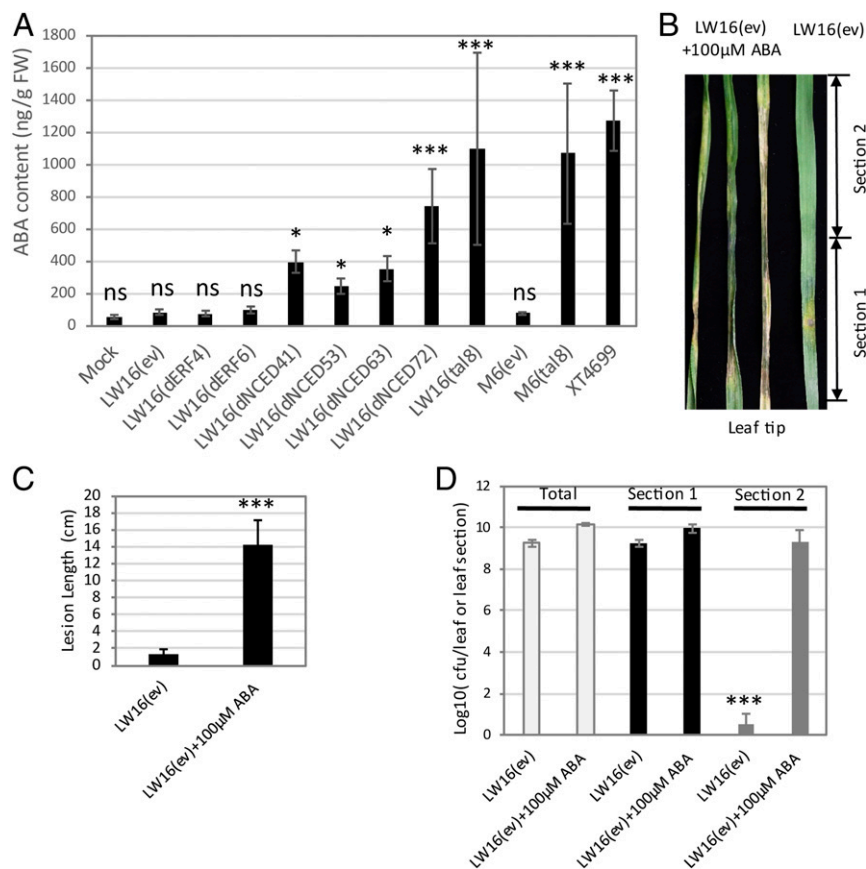 A
ABA content (ng/g FW)
1800
1600
1400
1200
1000
800
600
400
200
0
ns
ns
ns
ns
*
*
*
***
***
ns
***
***
Mock
LW16(ev)
LW16(dERF4)
LW16(dERF6)
LW16(dNCED41)
LW16(dNCED53)
LW16(dNCED63)
LW16(dNCED72)
LW16(tal8)
M6(ev)
M6(tal8)
XT4699
B
LW16(ev)
+100µM ABA
LW16(ev)
Section 2
Section 1
Leaf tip
C
Lesion Length (cm)
20
18
16
14
12
10
8
6
4
2
0
***
LW16(ev)
LW16(ev)+100µM ABA
D
Log10( cfu/leaf or leaf section)
12
10
8
6
4
2
0
Total
Section 1
Section 2
***
LW16(ev)
LW16(ev)+100µM ABA
LW16(ev)
LW16(ev)+100µM ABA
LW16(ev)
LW16(ev)+100µM ABA